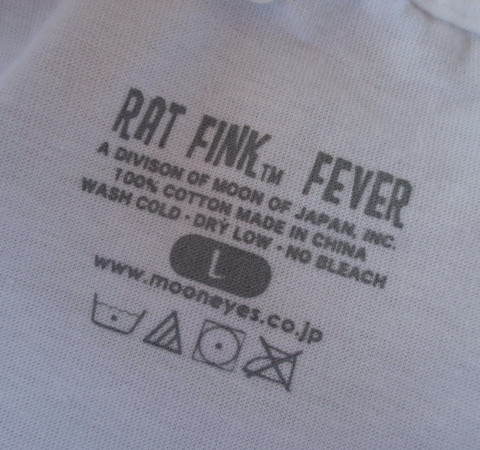 RAT FINK™ FEVER
A DIVISON OF MOON OF JAPAN, INC.
100% COTTON MADE IN CHINA
WASH COLD · DRY LOW · NO BLEACH
L
www.mooneyes.co.jp